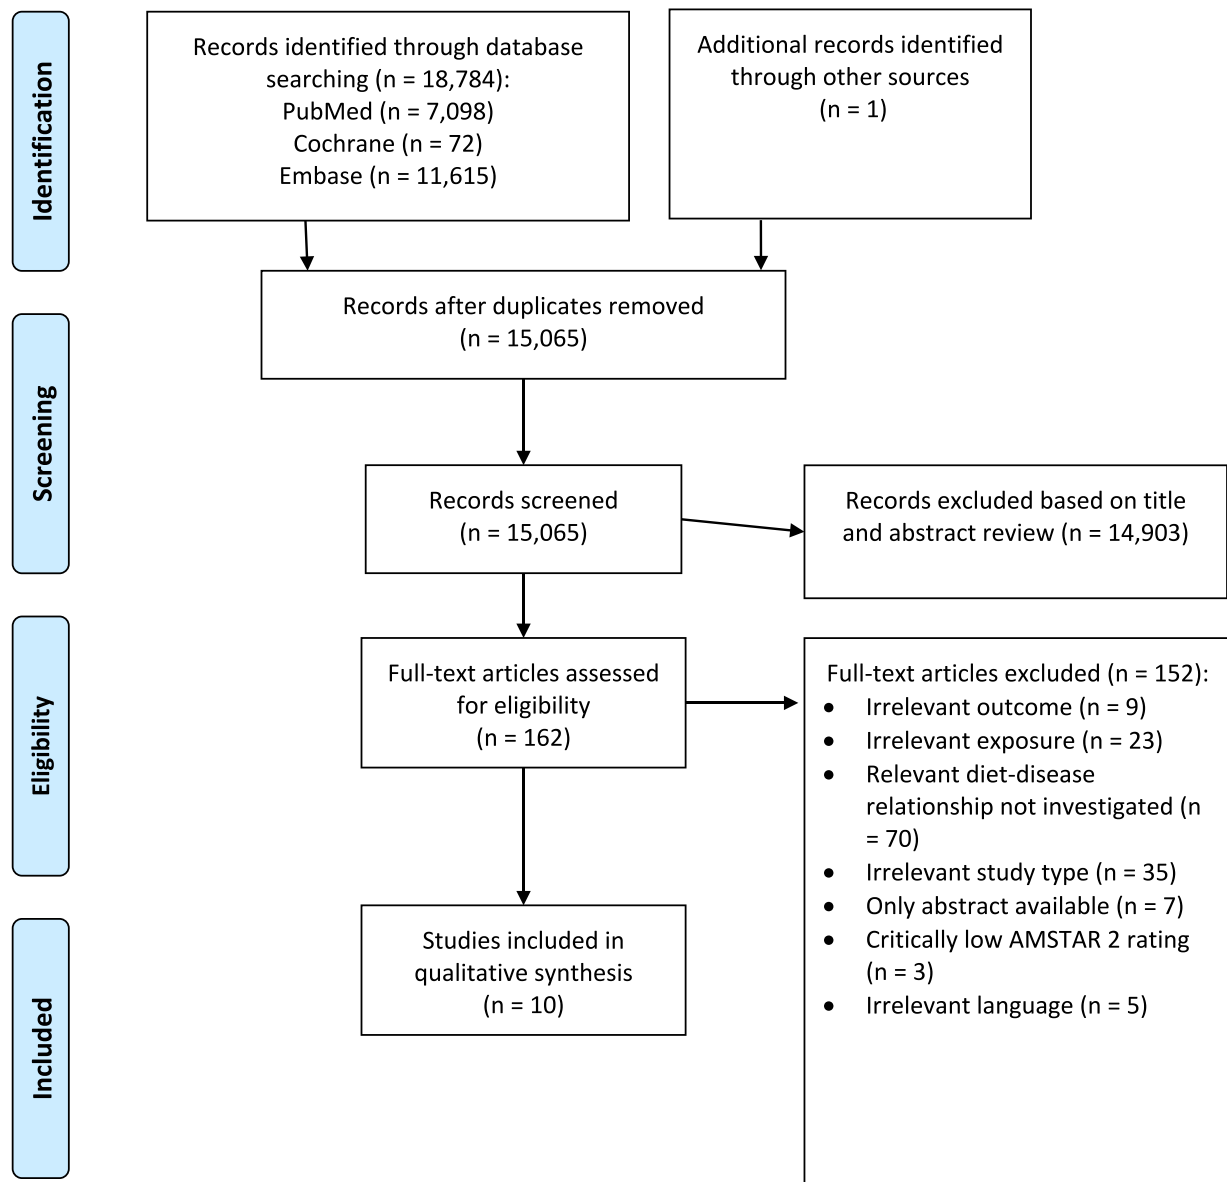 Identification
Records identified through database
searching (n = 18,784):
PubMed (n = 7,098)
Cochrane (n = 72)
Embase (n = 11,615)
Additional records identified
through other sources
(n = 1)
Records after duplicates removed
(n = 15,065)
Screening
Records screened
(n = 15,065)
Records excluded based on title
and abstract review (n = 14,903)
Eligibility
Full-text articles assessed
for eligibility
(n = 162)
Full-text articles excluded (n = 152):
• Irrelevant outcome (n = 9)
• Irrelevant exposure (n = 23)
• Relevant diet-disease
relationship not investigated (n
= 70)
• Irrelevant study type (n = 35)
• Only abstract available (n = 7)
• Critically low AMSTAR 2 rating
(n = 3)
• Irrelevant language (n = 5)
Included
Studies included in
qualitative synthesis
(n = 10)